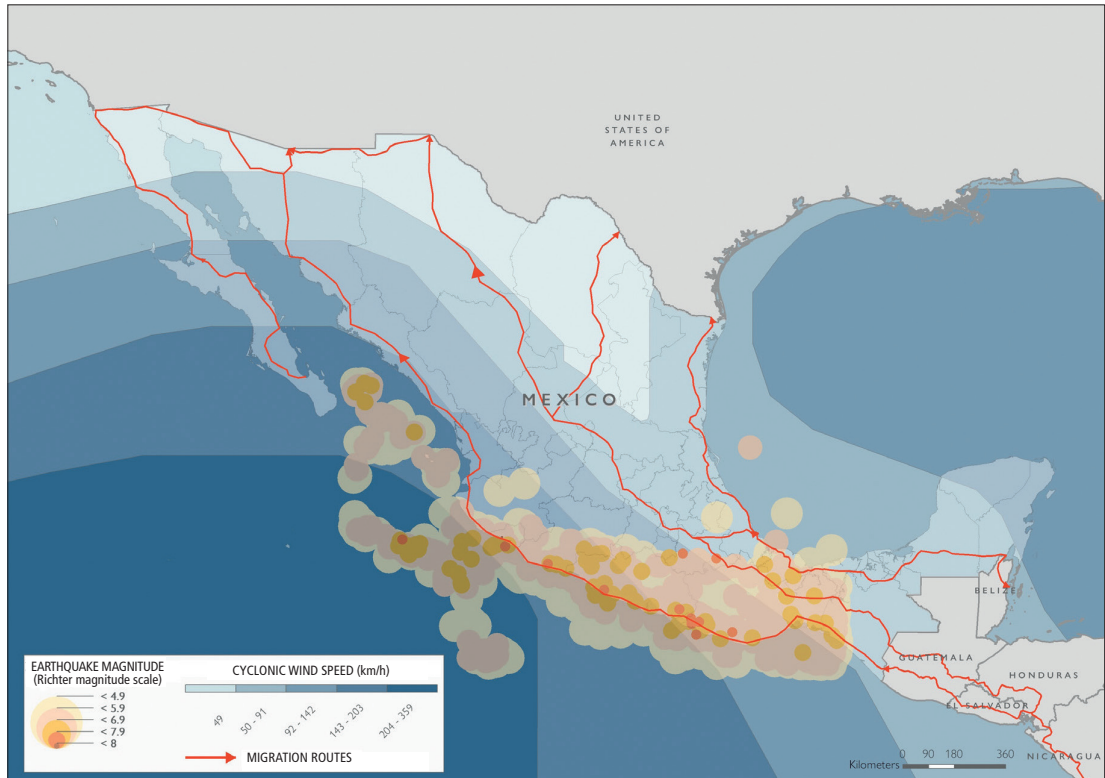 UNITED
STATES OF
AMERICA
MEXICO
BELIZE
GUATEMALA
HONDURAS
EL SALVADOR
NICARAGUA
EARTHQUAKE MAGNITUDE
(Richter magnitude scale)
< 4.9
< 5.9
< 6.9
< 7.9
< 8
CYCLONIC WIND SPEED (km/h)
49
50 - 91
92 - 142
143 - 203
204 - 359
MIGRATION ROUTES
Kilometers
0 90 180 360